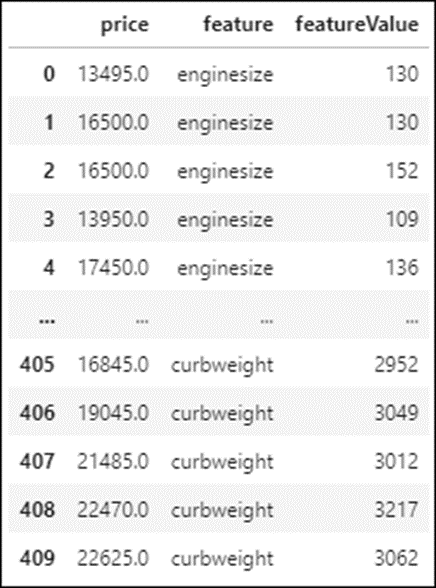 price feature featureValue
0 13495.0 enginesize 130
1 16500.0 enginesize 130
2 16500.0 enginesize 152
3 13950.0 enginesize 109
4 17450.0 enginesize 136
... ... ... ...
405 16845.0 curbweight 2952
406 19045.0 curbweight 3049
407 21485.0 curbweight 3012
408 22470.0 curbweight 3217
409 22625.0 curbweight 3062